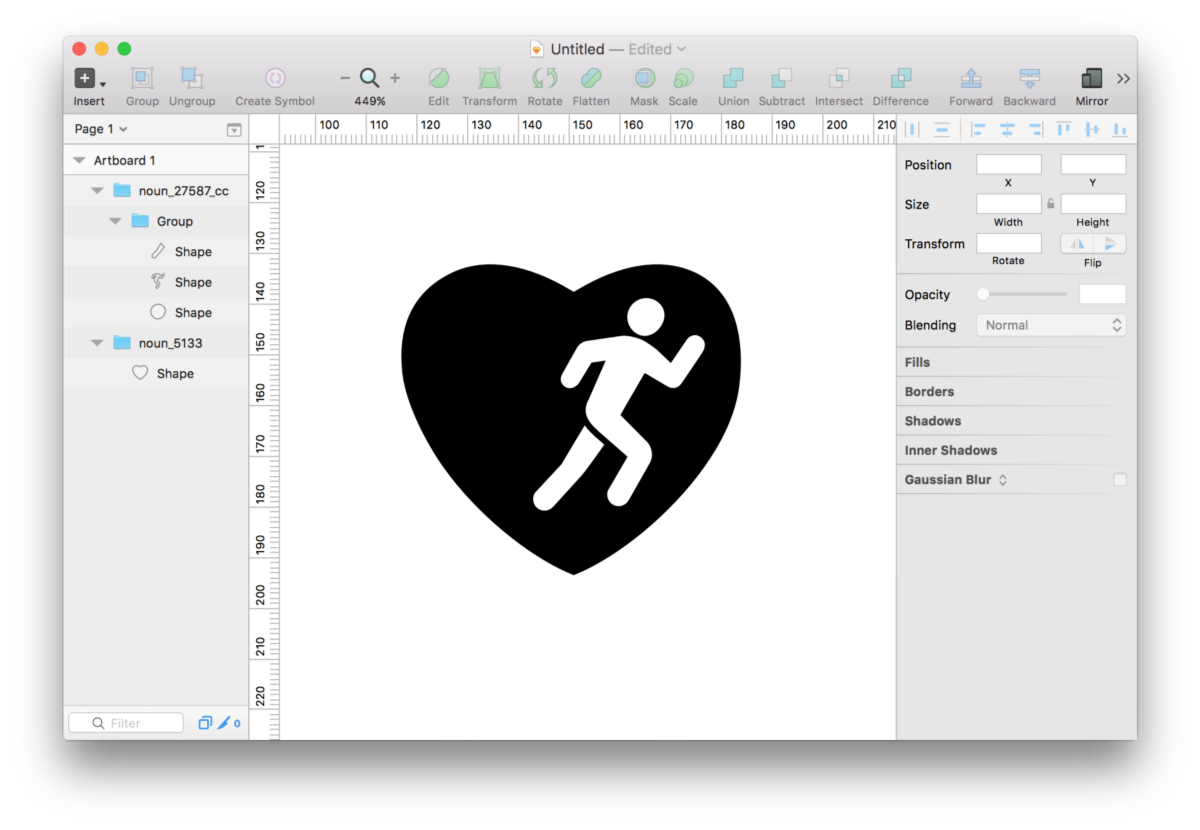 Untitled — Edited
Insert Group Ungroup Create Symbol 449% Edit Transform Rotate Flatten Mask Scale Union Subtract Intersect Difference Forward Backward Mirror
Page 1
100 110 120 130 140 150 160 170 180 190 200 210
Artboard 1
noun_27587_cc
Group
Shape
Shape
Shape
noun_5133
Shape
Filter
0
120
130
140
150
160
170
180
190
200
210
220
Position
X Y
Size
Width Height
Transform
Rotate Flip
Opacity
Blending Normal
Fills
Borders
Shadows
Inner Shadows
Gaussian Blur